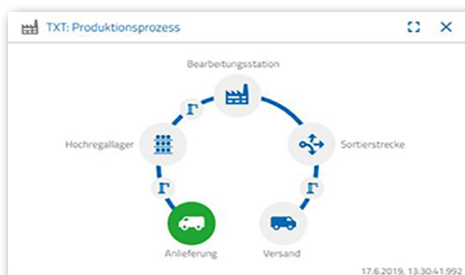 TXT: Produktionsprozess
Bearbeitungsstation
Hochregallager
Sortierstrecke
Anlieferung
Versand
17.6.2019, 13.30:41.992